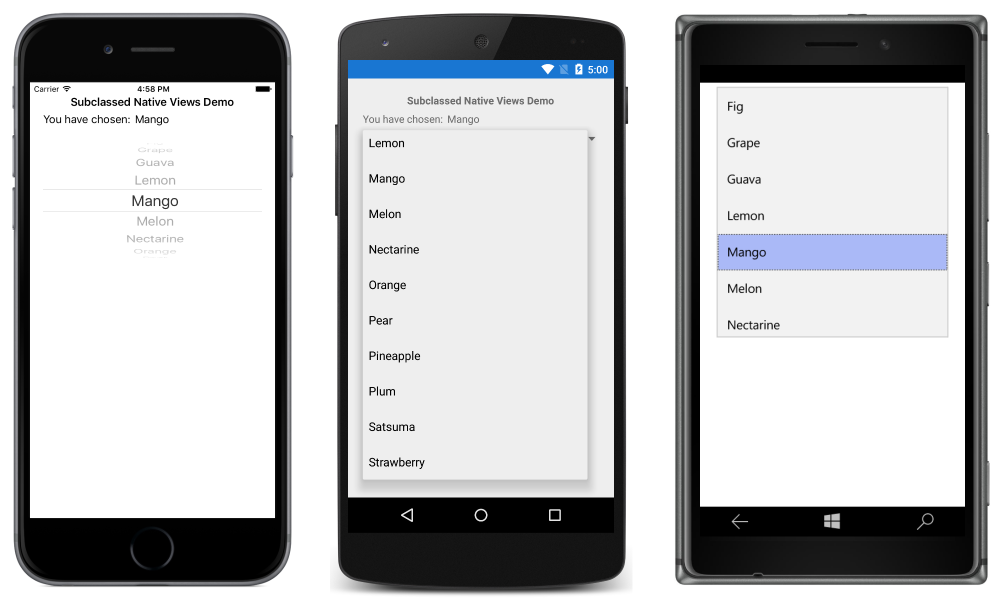 Carrier 4:58 PM
Subclassed Native Views Demo
You have chosen: Mango
Grape
Guava
Lemon
Mango
Melon
Nectarine
Orange
5:00
Subclassed Native Views Demo
You have chosen: Mango
Lemon
Mango
Melon
Nectarine
Orange
Pear
Pineapple
Plum
Satsuma
Strawberry
Fig
Grape
Guava
Lemon
Mango
Melon
Nectarine